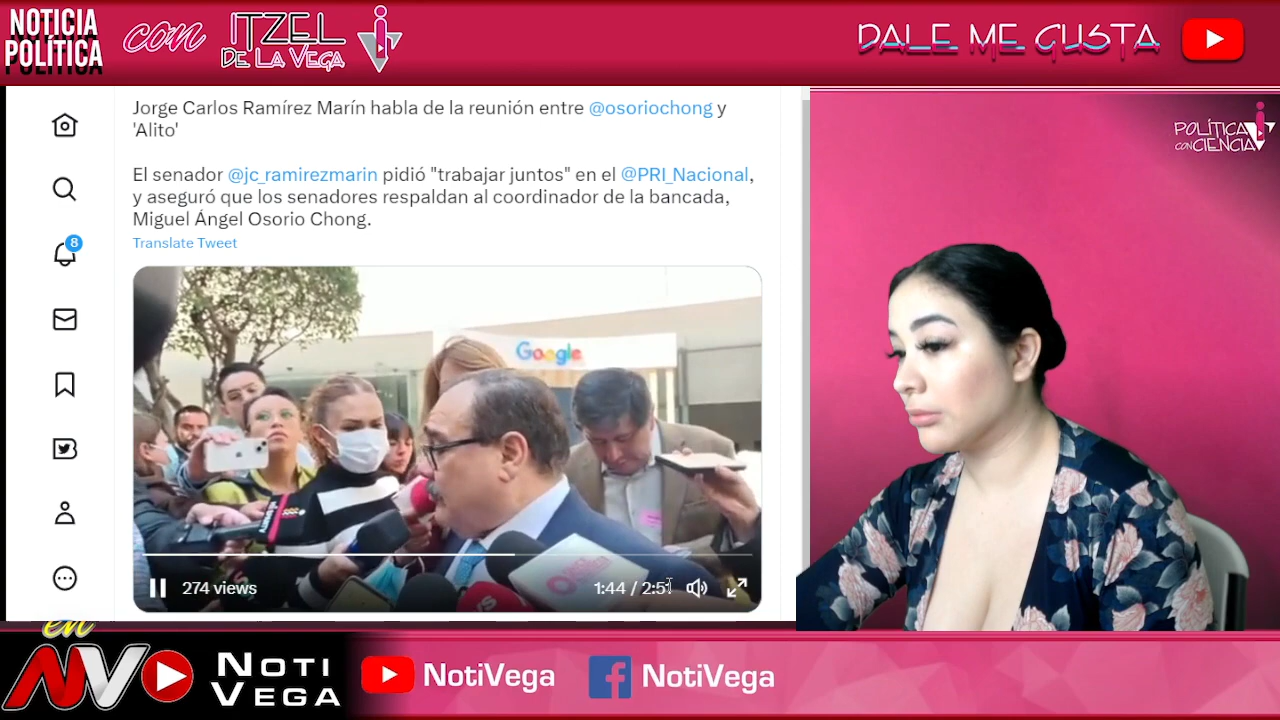 NOTICIA
POLÍTICA
con
ITZEL
DE LA VEGA
DALE ME GUSTA
Jorge Carlos Ramírez Marín habla de la reunión entre @osoriochong y
'Alito'
El senador @jc_ramirezmarin pidió "trabajar juntos" en el @PRI_Nacional,
y aseguró que los senadores respaldan al coordinador de la bancada,
Miguel Ángel Osorio Chong.
Translate Tweet
8
Google
274 views
1:44 / 2:51
POLÍTICA
CON CIENCIA
en
NV
NOTI
VEGA
NotiVega
NotiVega